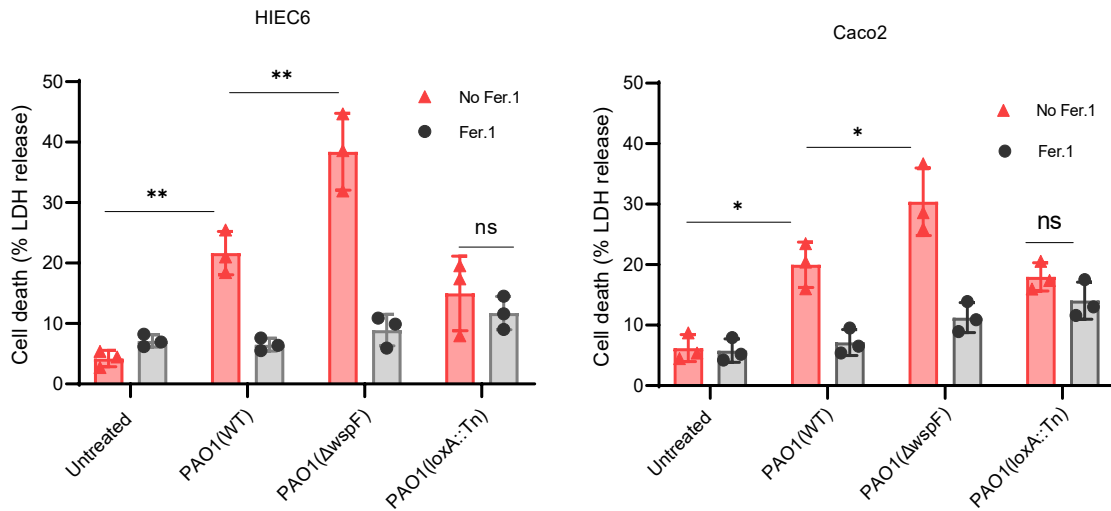 HIEC6
Cell death (% LDH release)
50
40
30
20
10
0
**
**
ns
No Fer.1
Fer.1
Untreated
PAO1(WT)
PAO1(ΔwspF)
PAO1(loxA::Tn)
Caco2
Cell death (% LDH release)
50
40
30
20
10
0
*
*
ns
No Fer.1
Fer.1
Untreated
PAO1(WT)
PAO1(ΔwspF)
PAO1(loxA::Tn)